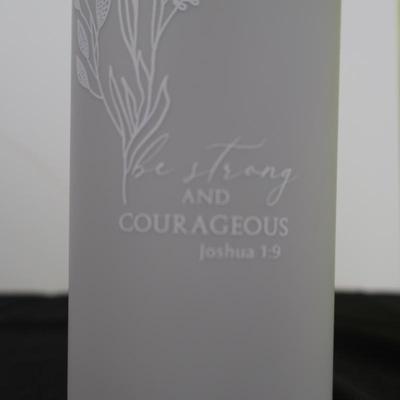 be strong
AND
COURAGEOUS
Joshua 1:9